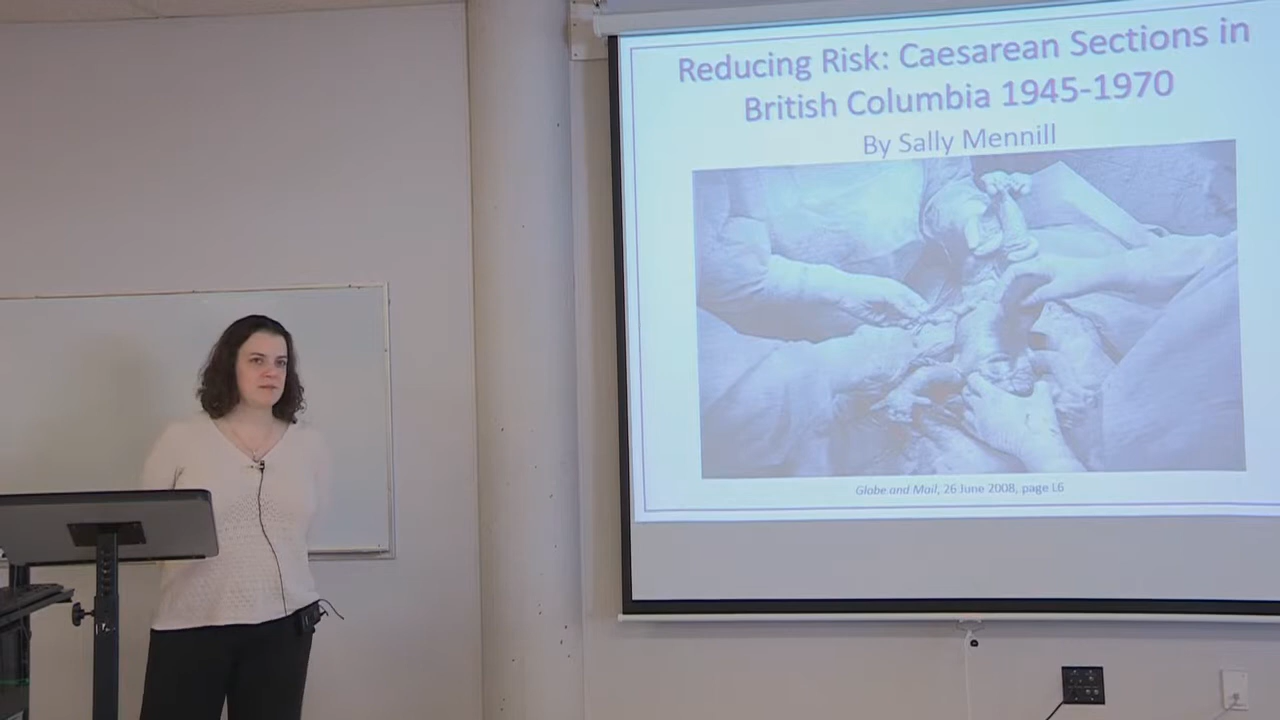 Reducing Risk: Caesarean Sections in
British Columbia 1945-1970
By Sally Mennill
Globe and Mail, 26 June 2008, page L6